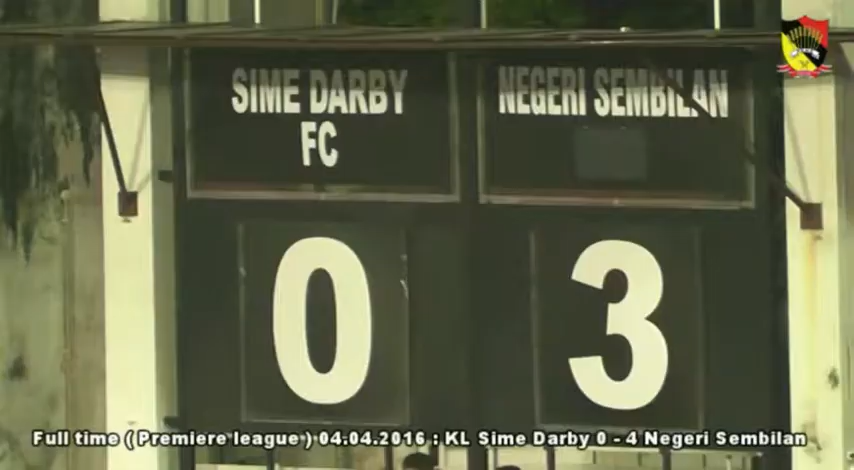 SIME DARBY
FC
NEGERI SEMBILAN
0
3
Full time ( Premiere league ) 04.04.2016 : KL Sime Darby 0 - 4 Negeri Sembilan